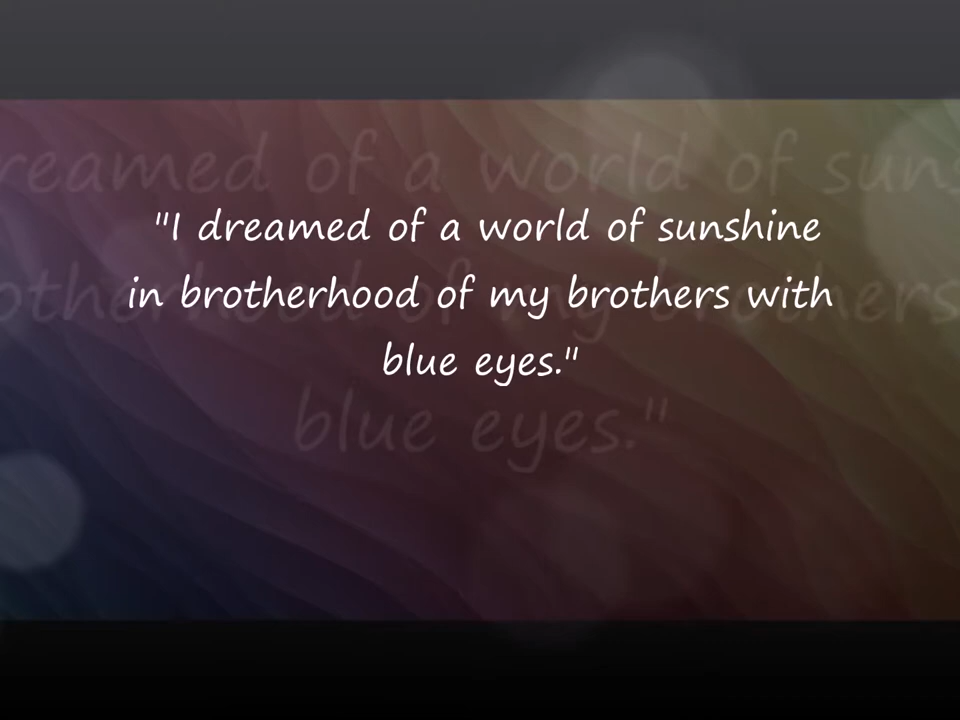 "I dreamed of a world of sunshine
in brotherhood of my brothers with
blue eyes."